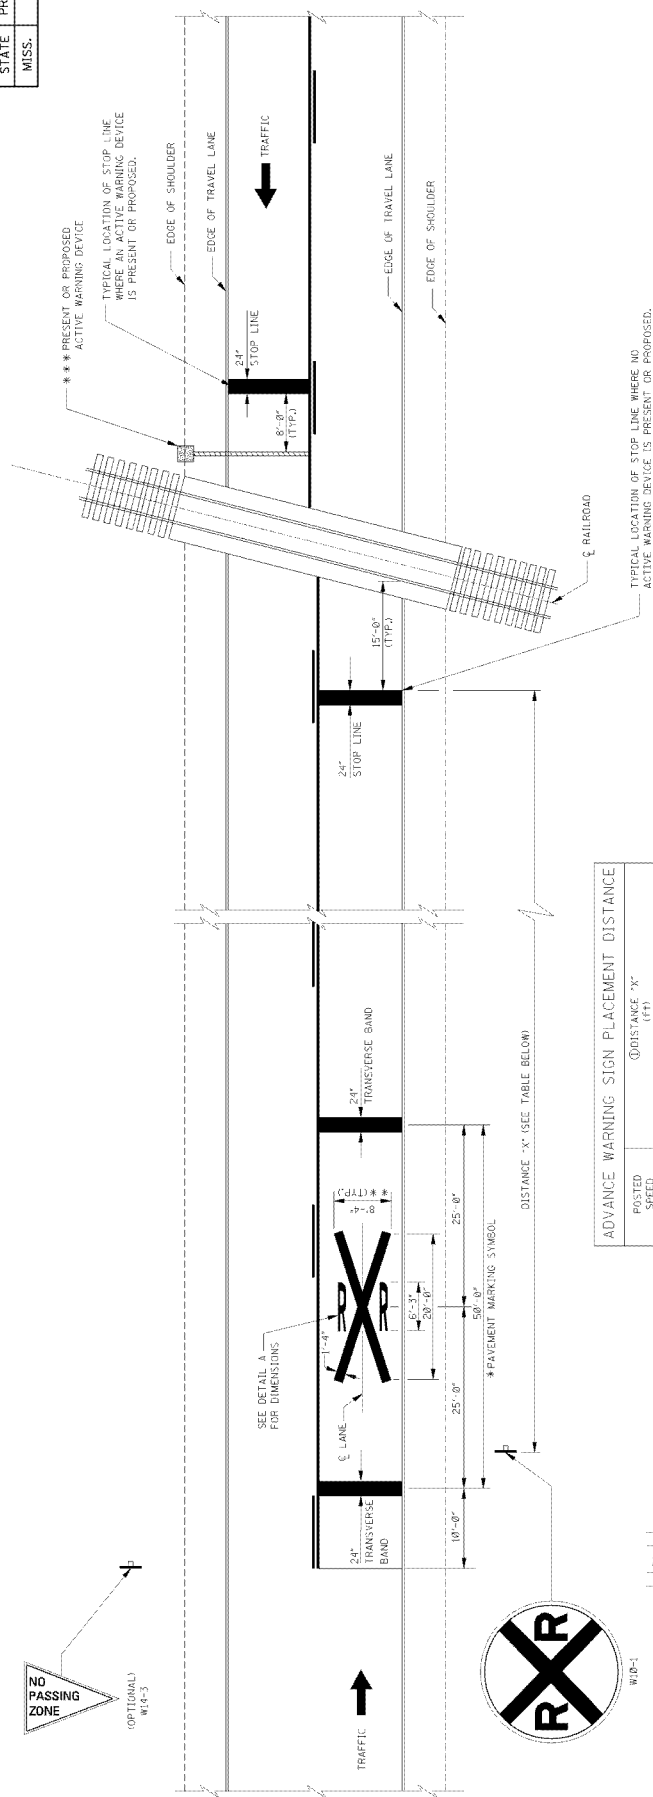 STATE
MISS.
NO
PASSING
ZONE
(OPTIONAL)
W14-3
* * * PRESENT OR PROPOSED
ACTIVE WARNING DEVICE
TYPICAL LOCATION OF STOP LINE
WHERE AN ACTIVE WARNING DEVICE
IS PRESENT OR PROPOSED.
EDGE OF SHOULDER
EDGE OF TRAVEL LANE
TRAFFIC
24"
STOP LINE
8'-0"
(TYP.)
SEE DETAIL A
FOR DIMENSIONS
1'-4"
℄ LANE
R
R
8'-4"
* * (TYP.)
24"
TRANSVERSE BAND
24"
TRANSVERSE
BAND
24"
STOP LINE
15'-0"
(TYP.)
EDGE OF TRAVEL LANE
EDGE OF SHOULDER
TRAFFIC
6'-3"
20'-0"
10'-0"
25'-0"
25'-0"
50'-0"
* PAVEMENT MARKING SYMBOL
DISTANCE "X" (SEE TABLE BELOW)
℄ RAILROAD
TYPICAL LOCATION OF STOP LINE WHERE NO
ACTIVE WARNING DEVICE IS PRESENT OR PROPOSED.
R R
W10-1
ADVANCE WARNING SIGN PLACEMENT DISTANCE
POSTED
SPEED
① DISTANCE "X"
(ft)